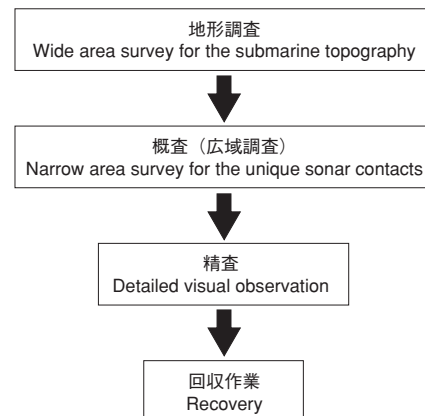 地形調査
Wide area survey for the submarine topography
概査（広域調査）
Narrow area survey for the unique sonar contacts
精査
Detailed visual observation
回収作業
Recovery